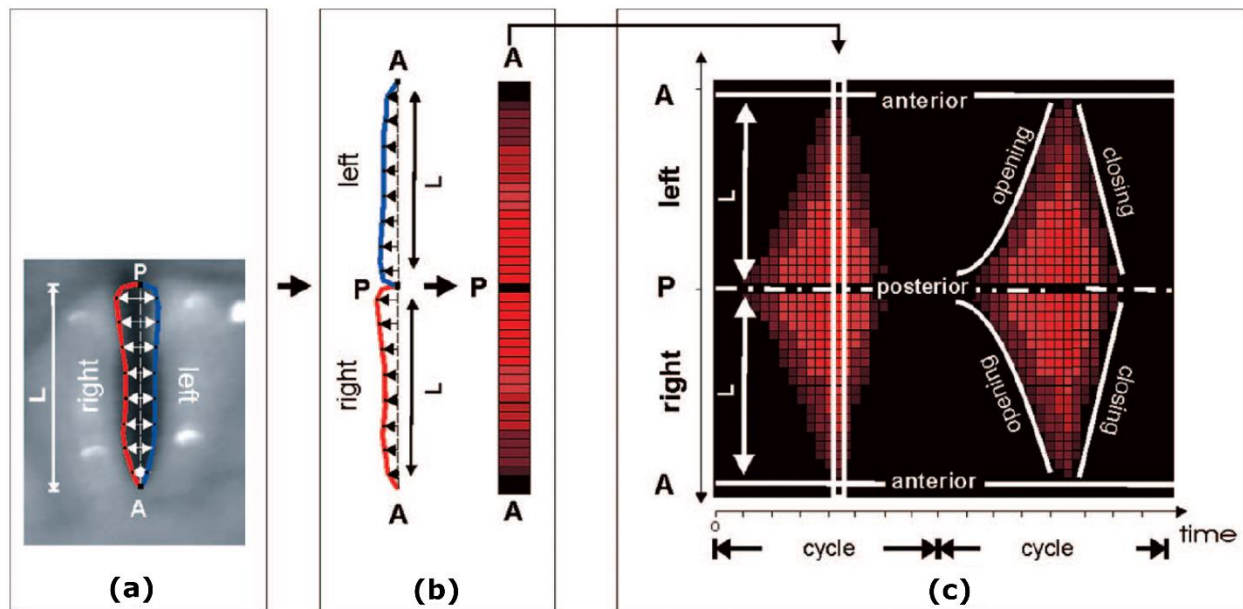 P
L
right
left
A
(a)
A
left
L
P
right
L
A
A
P
A
(b)
A
anterior
left
L
opening
closing
P
posterior
right
L
opening
closing
A
anterior
0
time
cycle
cycle
(c)